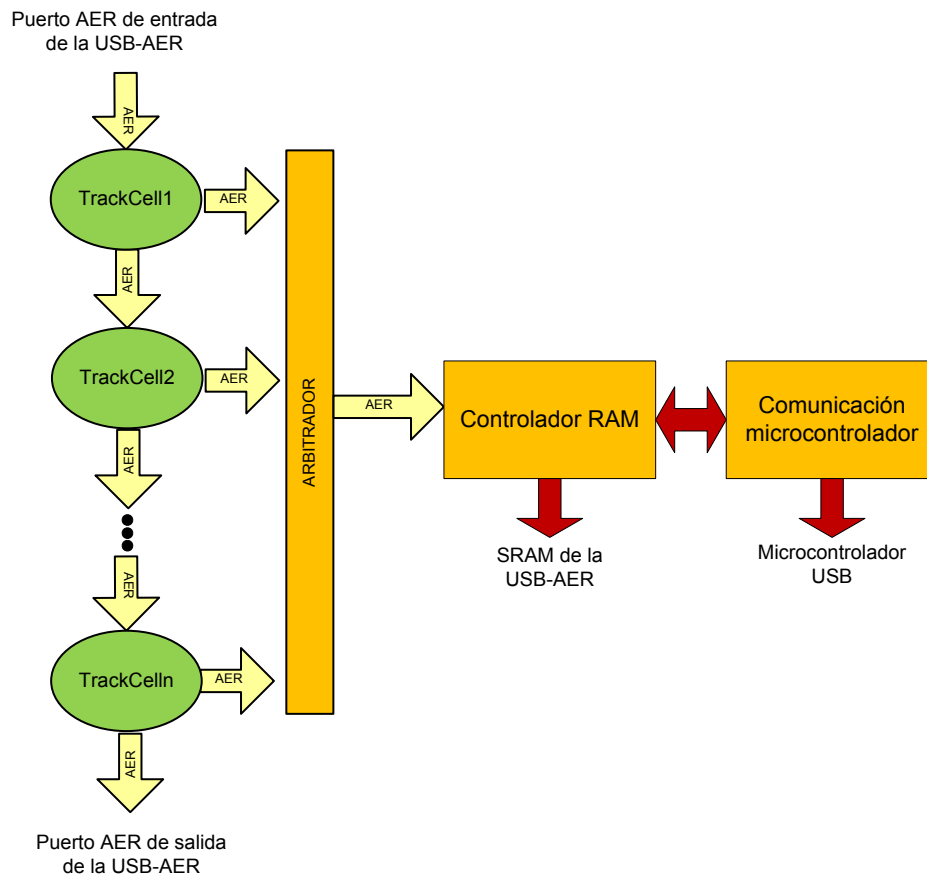 Puerto AER de entrada
de la USB-AER
AER
TrackCell1
AER
AER
TrackCell2
AER
AER
AER
TrackCelln
AER
AER
ARBITRADOR
AER
Controlador RAM
Comunicación
microcontrolador
SRAM de la
USB-AER
Microcontrolador
USB
Puerto AER de salida
de la USB-AER